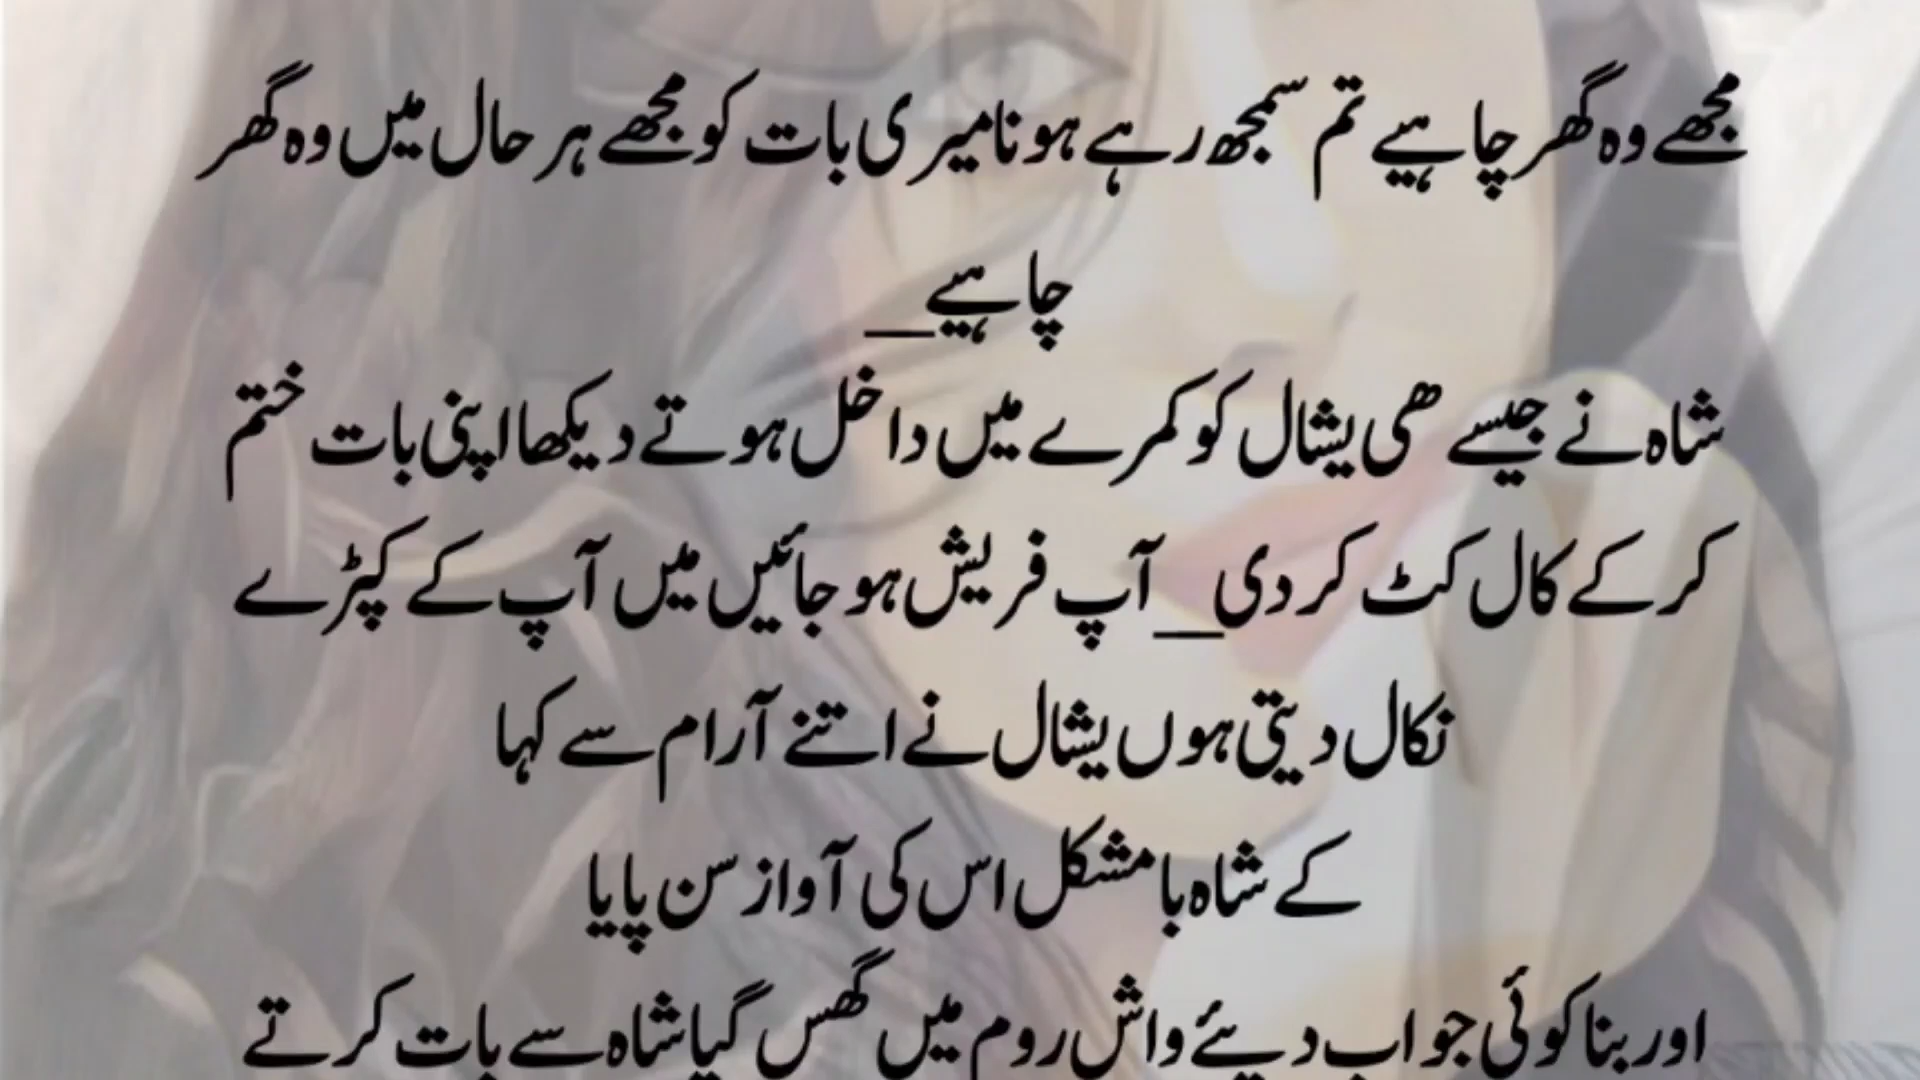 مجھے وہ گھر چاہیے تم سمجھ رہے ہو نا میری بات کو مجھے ہر حال میں وہ گھر
چاہیے__
شاہ نے جیسے ھی یشال کو کمرے میں داخل ہوتے دیکھا اپنی بات ختم
کر کے کال کٹ کر دی__ آپ فریش ہو جائیں میں آپ کے کپڑے
نکال دیتی ہوں یشال نے اتنے آرام سے کہا
کے شاہ بامشکل اس کی آواز سن پایا
اور بنا کوئی جواب دیئے واش روم میں گھس گیا شاہ سے بات کرتے